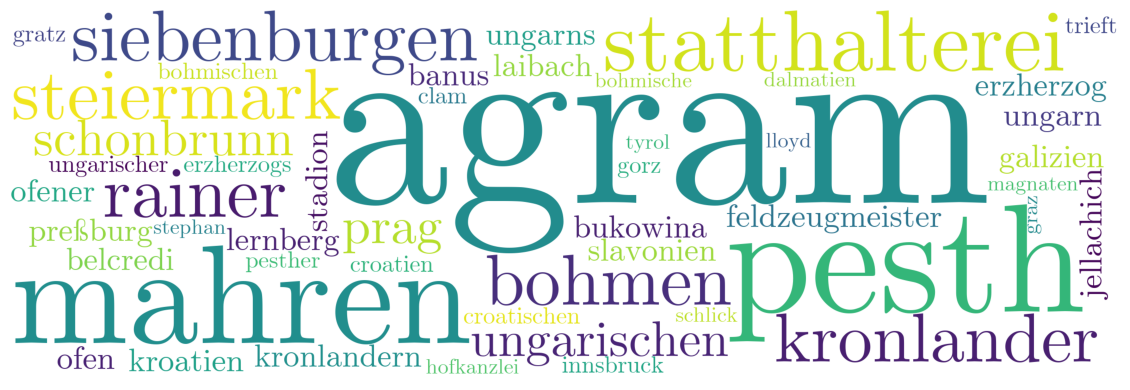 gratz siebenburgen ungarns statthalterei trieft
bohmischen banus laibach bohmische dalmatien erzherzog
steiermark clam agram ungarn
schonbrunn stadion tyrol lloyd galizien
ungarischer erzherzogs gorz magnaten
ofener rainer graz jellachich
preßburg stephan lernberg prag bukowina feldzeugmeister
belcredi pesther croatien slavonien pesth
mahren bohmen
croatischen schlick
ungarischen kronlander
ofen kroatien kronlandern hofkanzlei innsbruck